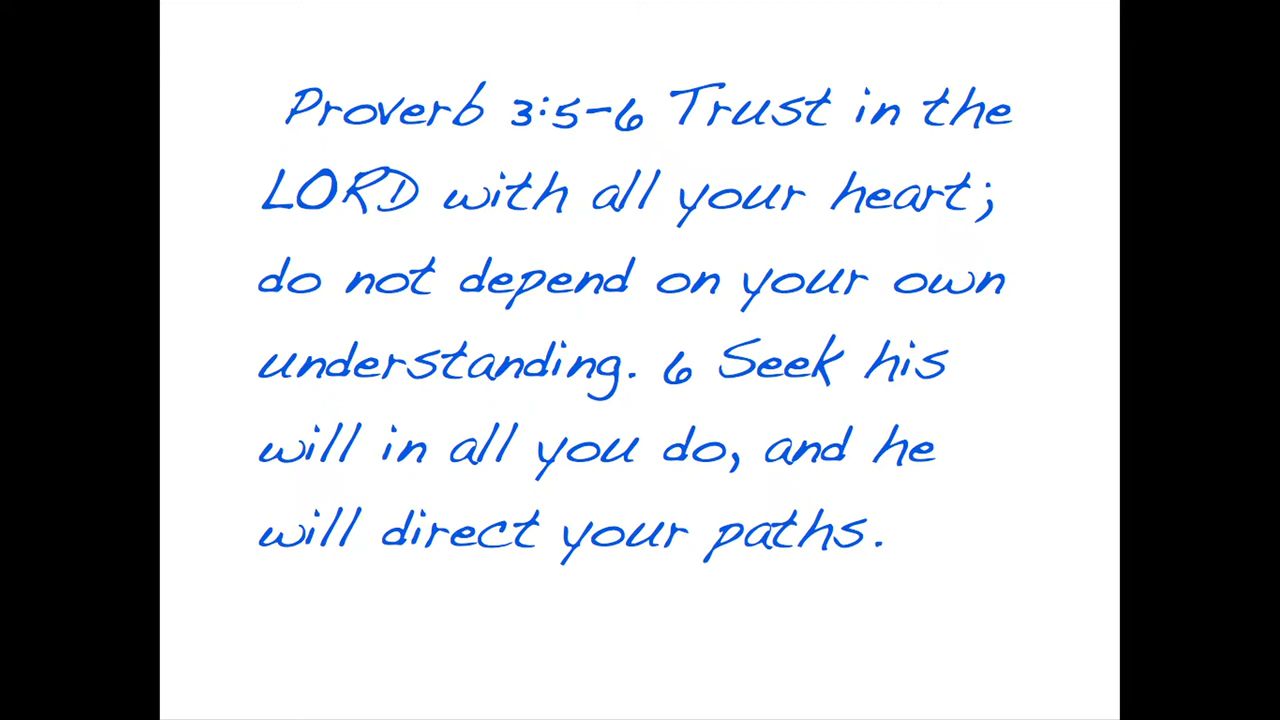 Proverb 3:5-6 Trust in the
LORD with all your heart;
do not depend on your own
understanding. 6 Seek his
will in all you do, and he
will direct your paths.